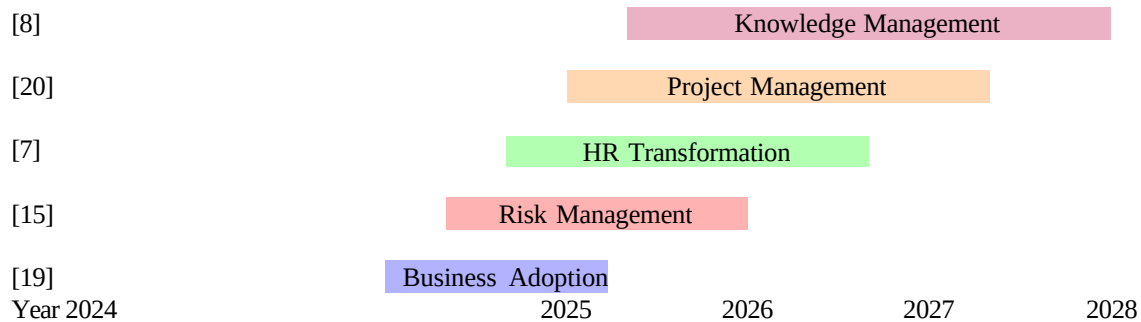 [8] Knowledge Management
[20] Project Management
[7] HR Transformation
[15] Risk Management
[19] Business Adoption
Year 2024 2025 2026 2027 2028